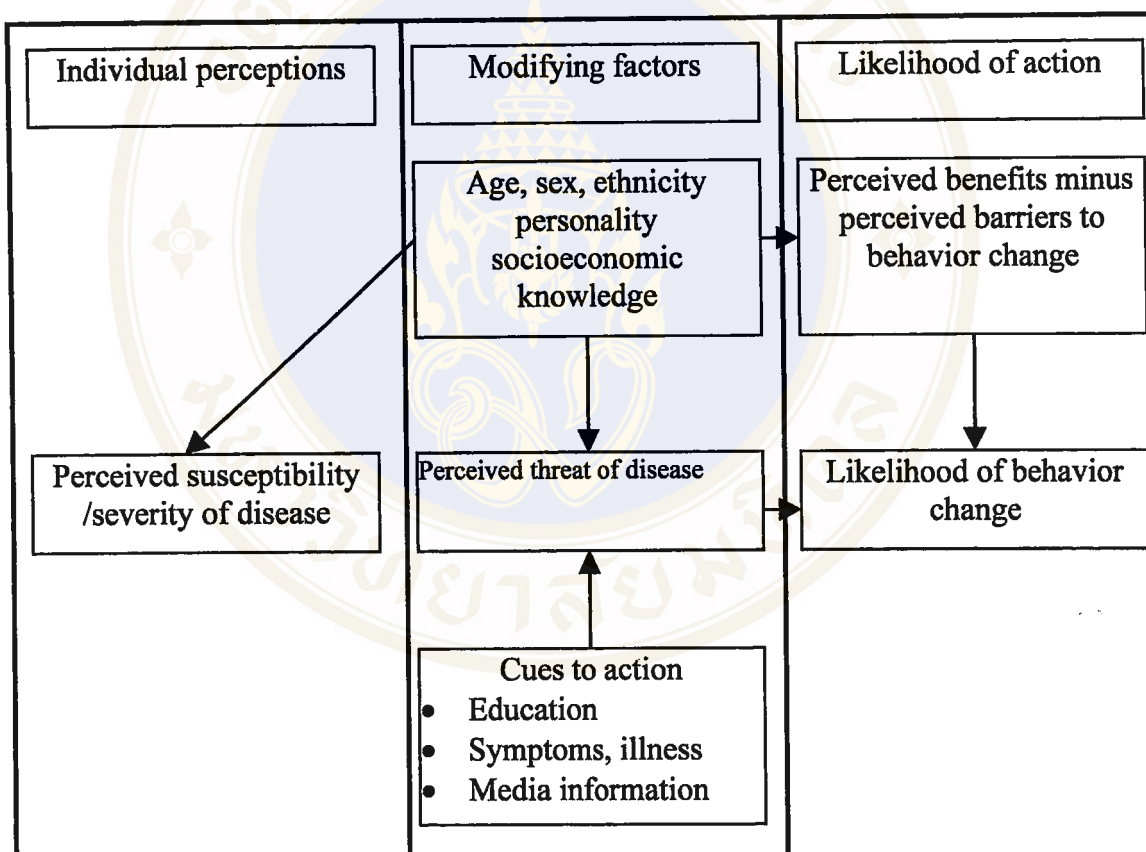 Individual perceptions
Modifying factors
Likelihood of action
Age, sex, ethnicity
personality
socioeconomic
knowledge
Perceived benefits minus
perceived barriers to
behavior change
Perceived susceptibility
/severity of disease
Perceived threat of disease
Likelihood of behavior
change
Cues to action
• Education
• Symptoms, illness
• Media information